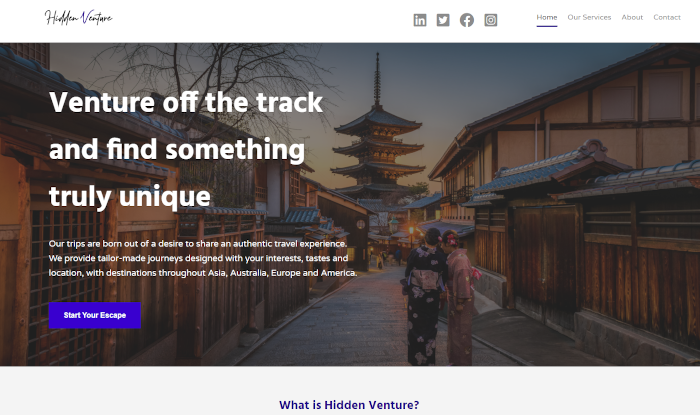 Hidden Venture
Home Our Services About Contact
Venture off the track
and find something
truly unique
Our trips are born out of a desire to share an authentic travel experience.
We provide tailor-made journeys designed with your interests, tastes and
location, with destinations throughout Asia, Australia, Europe and America.
Start Your Escape
What is Hidden Venture?